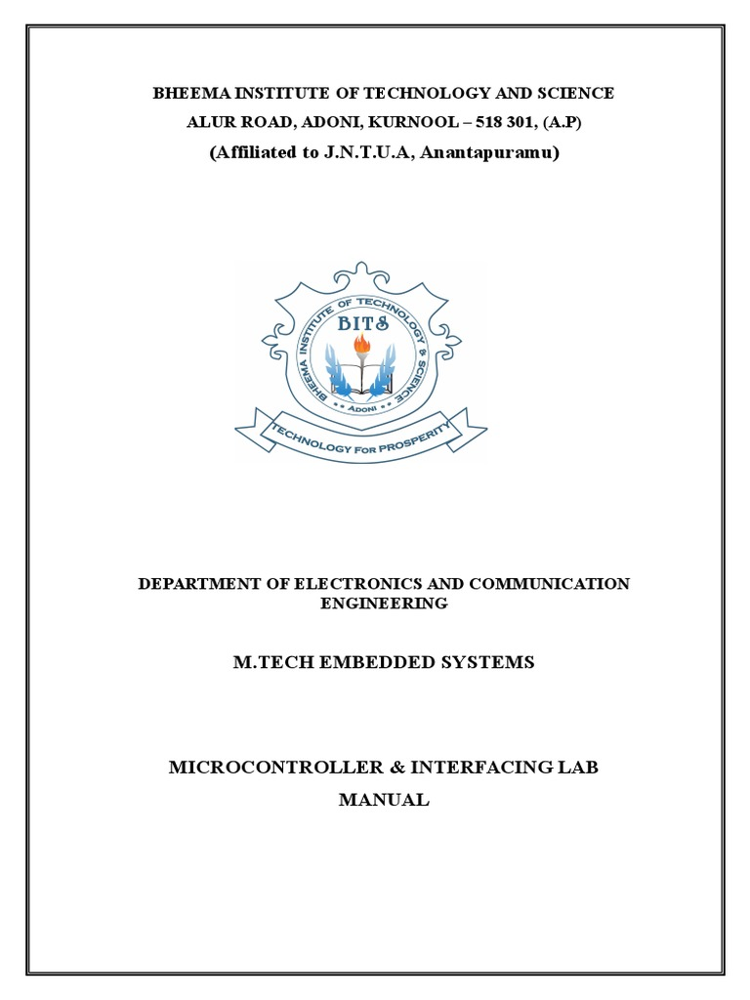 BHEEMA INSTITUTE OF TECHNOLOGY AND SCIENCE
ALUR ROAD, ADONI, KURNOOL – 518 301, (A.P)
(Affiliated to J.N.T.U.A, Anantapuramu)
BHEEMA INSTITUTE OF TECHNOLOGY & SCIENCE
BITS
** ADONI **
TECHNOLOGY FOR PROSPERITY
DEPARTMENT OF ELECTRONICS AND COMMUNICATION
ENGINEERING
M.TECH EMBEDDED SYSTEMS
MICROCONTROLLER & INTERFACING LAB
MANUAL